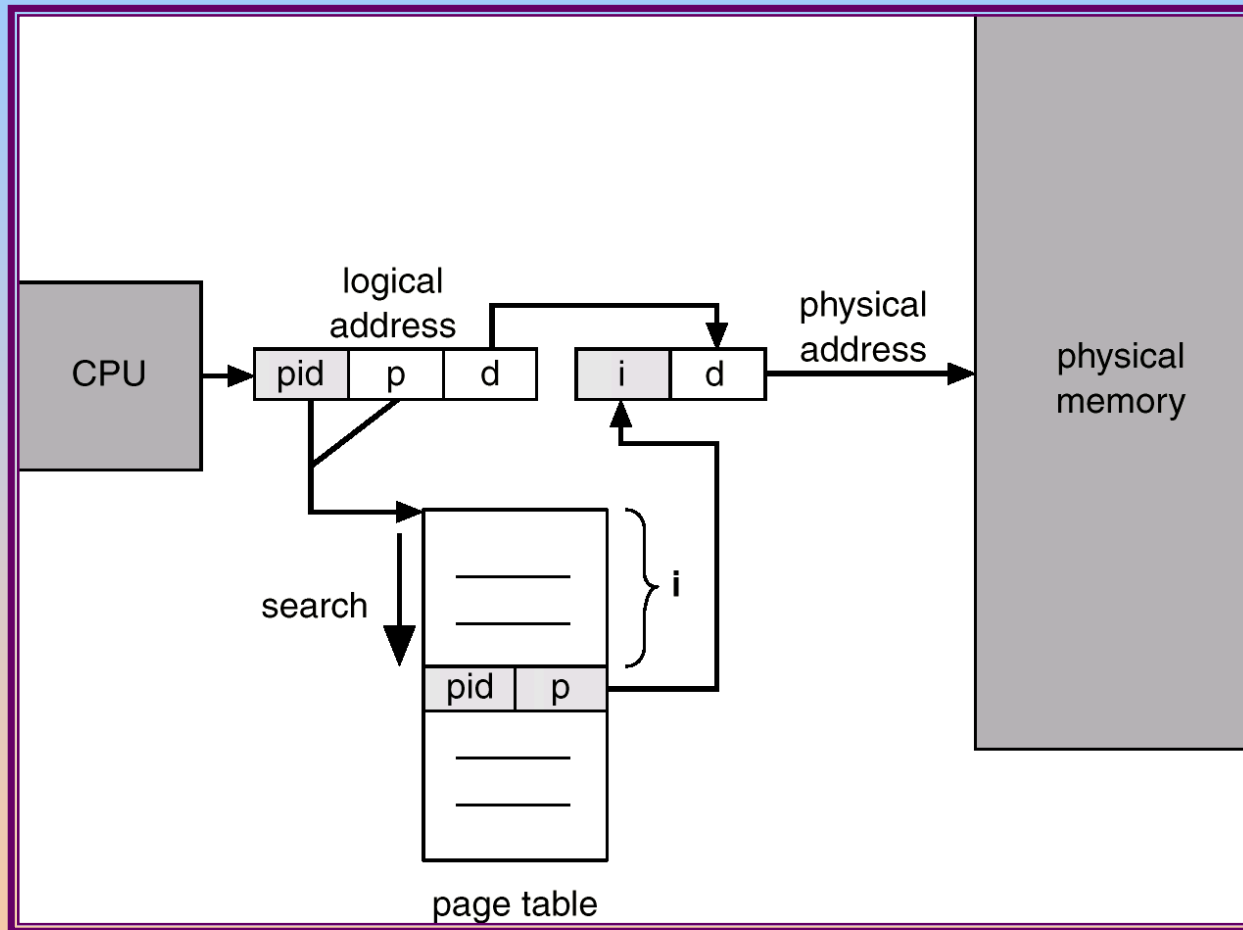 logical
address
physical
address
CPU
pid p d
i d
physical
memory
search
i
pid p
page table